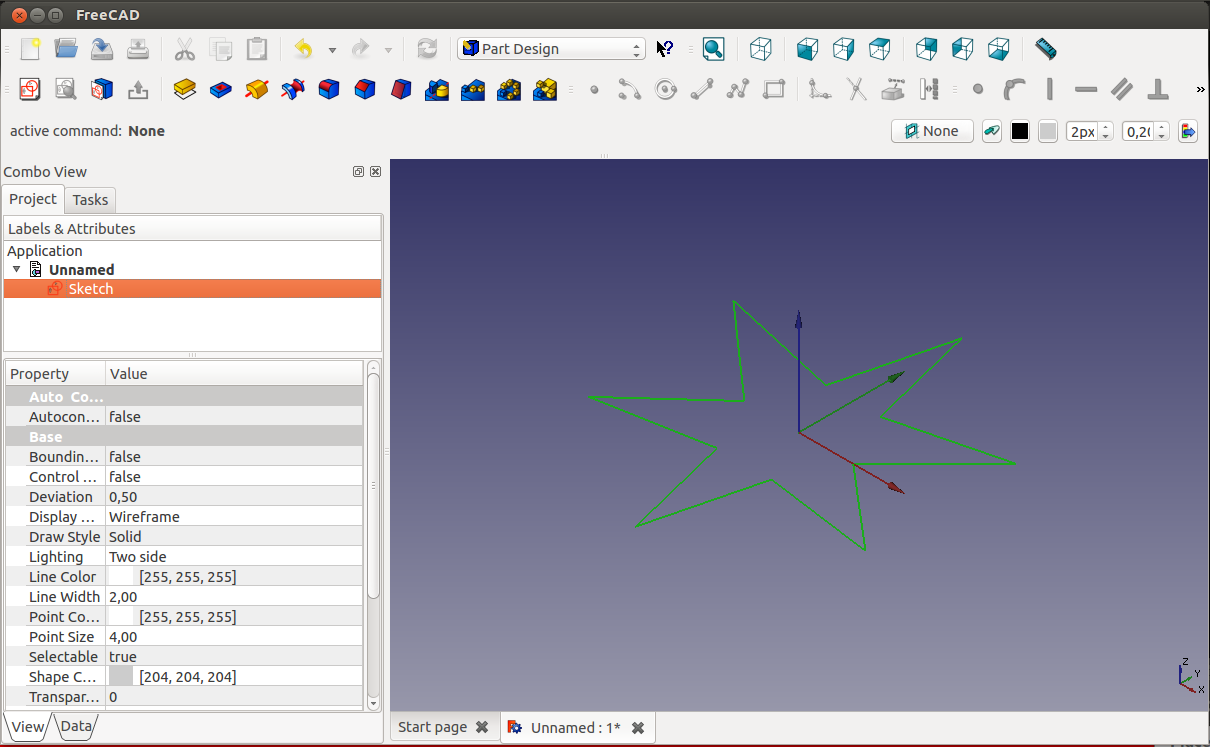 FreeCAD
Part Design
»
active command: None
None
2px
0,20
Combo View
Project
Tasks
Labels & Attributes
Application
Unnamed
Sketch
Property Value
Auto Co...
Autocon... false
Base
Boundin... false
Control ... false
Deviation 0,50
Display ... Wireframe
Draw Style Solid
Lighting Two side
Line Color [255, 255, 255]
Line Width 2,00
Point Co... [255, 255, 255]
Point Size 4,00
Selectable true
Shape C... [204, 204, 204]
Transpar... 0
View
Data
Z
Y
X
Start page
Unnamed : 1*